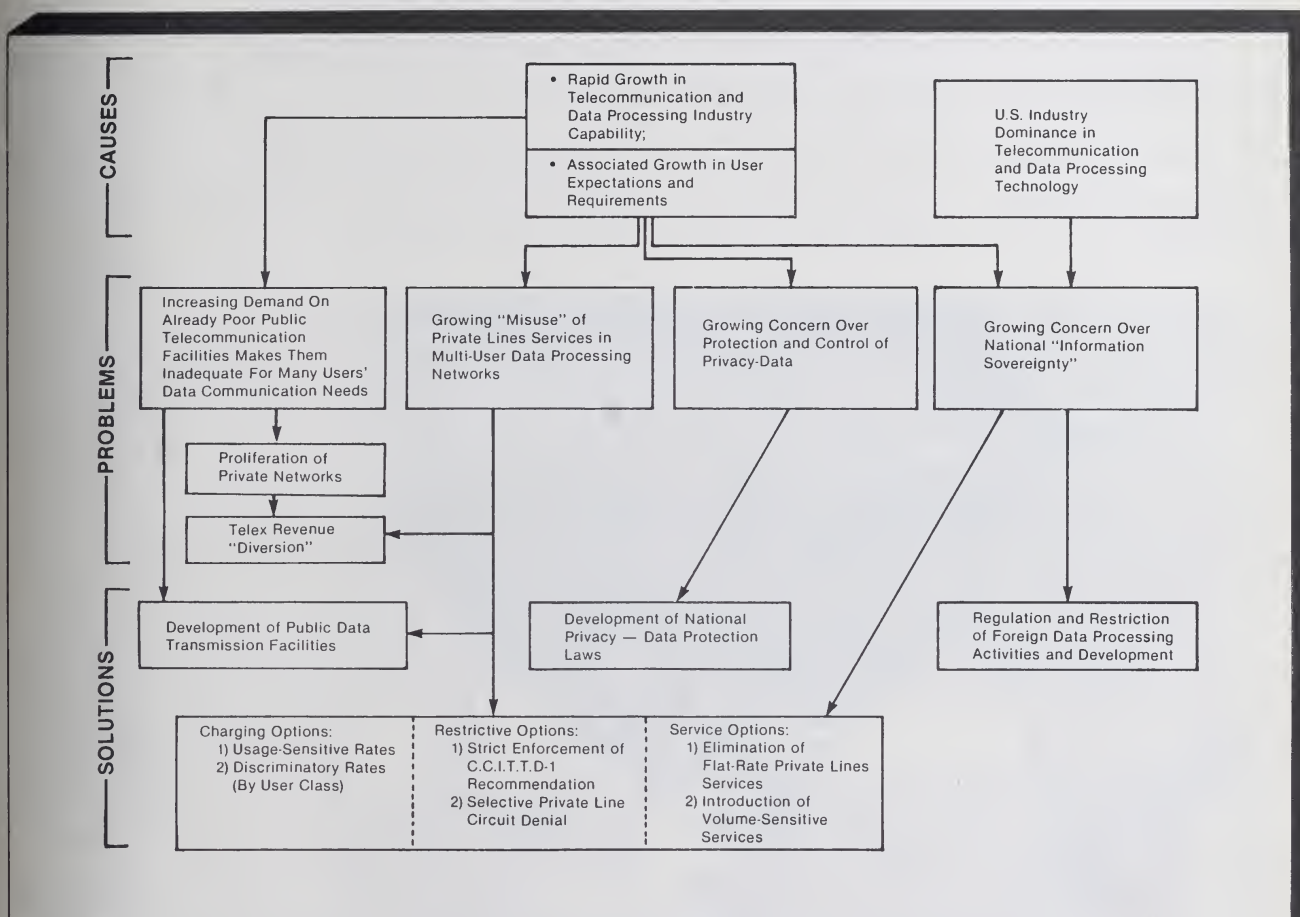 CAUSES
• Rapid Growth in
Telecommunication and
Data Processing Industry
Capability;
• Associated Growth in User
Expectations and
Requirements
U.S. Industry
Dominance in
Telecommunication
and Data Processing
Technology
PROBLEMS
Increasing Demand On
Already Poor Public
Telecommunication
Facilities Makes Them
Inadequate For Many Users'
Data Communication Needs
Growing "Misuse" of
Private Lines Services in
Multi-User Data Processing
Networks
Growing Concern Over
Protection and Control of
Privacy-Data
Growing Concern Over
National "Information
Sovereignty"
Proliferation of
Private Networks
Telex Revenue
"Diversion"
SOLUTIONS
Development of Public Data
Transmission Facilities
Development of National
Privacy — Data Protection
Laws
Regulation and Restriction
of Foreign Data Processing
Activities and Development
Charging Options:
1) Usage-Sensitive Rates
2) Discriminatory Rates
(By User Class)
Restrictive Options:
1) Strict Enforcement of
C.C.I.T.T.D-1
Recommendation
2) Selective Private Line
Circuit Denial
Service Options:
1) Elimination of
Flat-Rate Private Lines
Services
2) Introduction of
Volume-Sensitive
Services